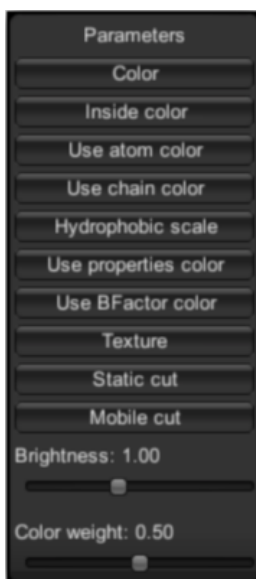 Parameters
Color
Inside color
Use atom color
Use chain color
Hydrophobic scale
Use properties color
Use BFactor color
Texture
Static cut
Mobile cut
Brightness: 1.00
Color weight: 0.50